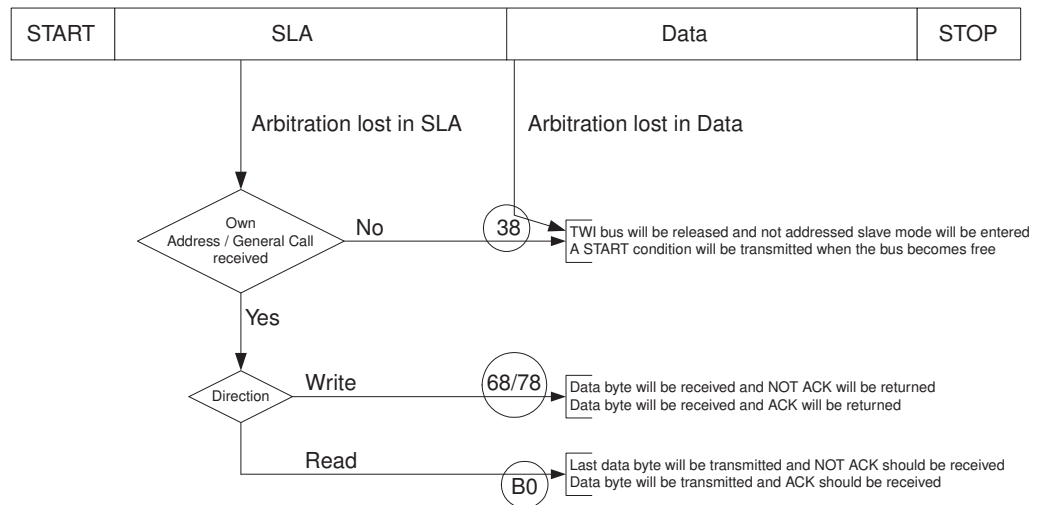 START SLA Data STOP
Arbitration lost in SLA Arbitration lost in Data
Own
Address / General Call
received
No
38
TWI bus will be released and not addressed slave mode will be entered
A START condition will be transmitted when the bus becomes free
Yes
Direction
Write
68/78
Data byte will be received and NOT ACK will be returned
Data byte will be received and ACK will be returned
Read
B0
Last data byte will be transmitted and NOT ACK should be received
Data byte will be transmitted and ACK should be received